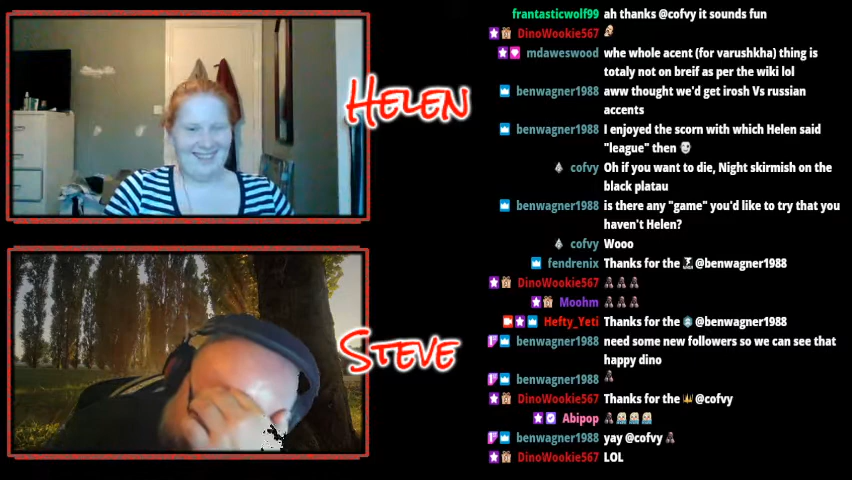 Helen
Steve
frantasticwolf99 ah thanks @cofvy it sounds fun
DinoWookie567
mdaweswood whe whole acent (for varushkha) thing is
totaly not on breif as per the wiki lol
benwagner1988 aww thought we'd get irosh Vs russian
accents
benwagner1988 I enjoyed the scorn with which Helen said
"league" then
cofvy Oh if you want to die, Night skirmish on the
black platau
benwagner1988 is there any "game" you'd like to try that you
haven't Helen?
cofvy Wooo
fendrenix Thanks for the @benwagner1988
DinoWookie567
Moohm
Hefty_Yeti Thanks for the @benwagner1988
benwagner1988 need some new followers so we can see that
happy dino
benwagner1988
DinoWookie567 Thanks for the @cofvy
Abipop
benwagner1988 yay @cofvy
DinoWookie567 LOL